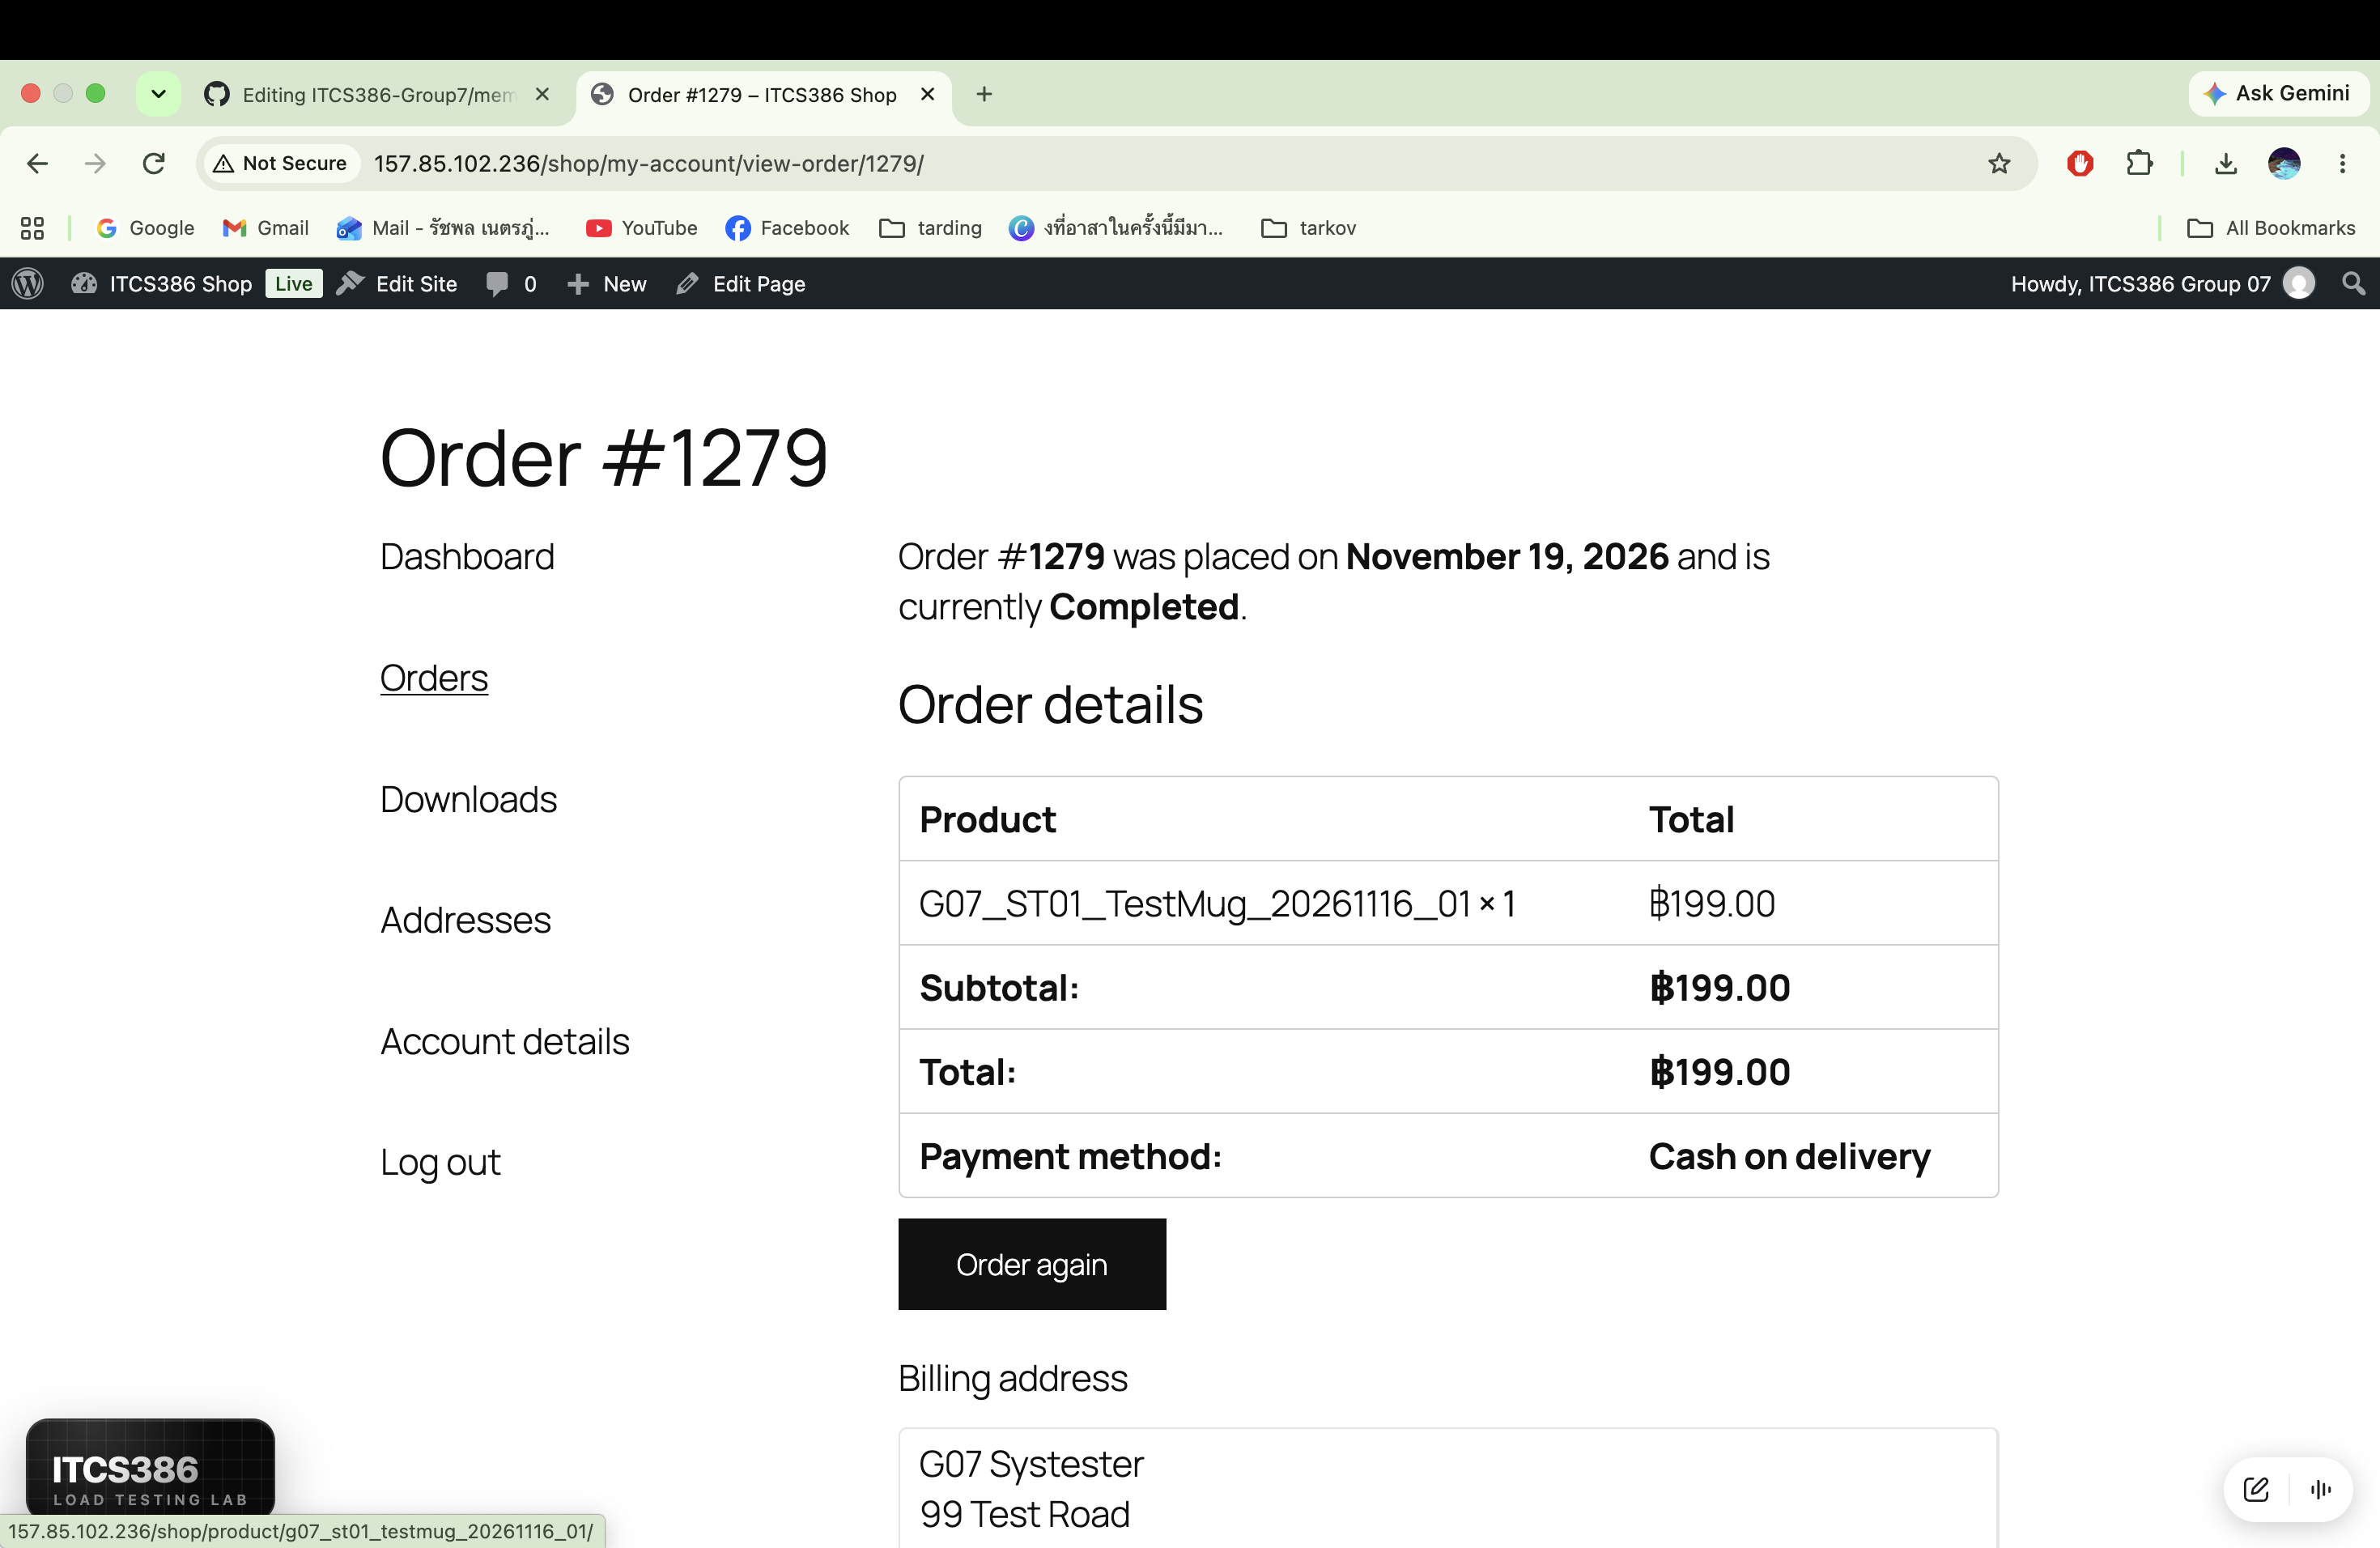 Editing ITCS386-Group7/mem
Order #1279 – ITCS386 Shop
Ask Gemini
Not Secure
157.85.102.236/shop/my-account/view-order/1279/
Google
Gmail
Mail - รัชพล เนตรภู่...
YouTube
Facebook
tarding
งที่อาสาในครั้งนี้มีมา...
tarkov
All Bookmarks
ITCS386 Shop
Live
Edit Site
0
New
Edit Page
Howdy, ITCS386 Group 07
Order #1279
Dashboard
Orders
Downloads
Addresses
Account details
Log out
Order #1279 was placed on November 19, 2026 and is
currently Completed.
Order details
Product Total
G07_ST01_TestMug_20261116_01 × 1 ฿199.00
Subtotal: ฿199.00
Total: ฿199.00
Payment method: Cash on delivery
Order again
Billing address
G07 Systester
99 Test Road
ITCS386
LOAD TESTING LAB
157.85.102.236/shop/product/g07_st01_testmug_20261116_01/